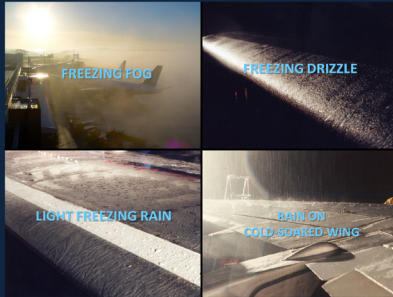 FREEZING FOG
FREEZING DRIZZLE
LIGHT FREEZING RAIN
RAIN ON
COLD-SOAKED-WING